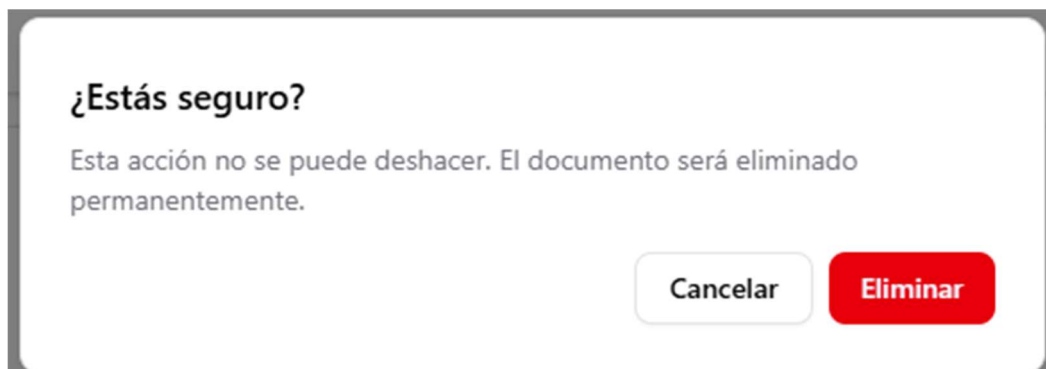 ¿Estás seguro?
Esta acción no se puede deshacer. El documento será eliminado
permanentemente.
Cancelar
Eliminar